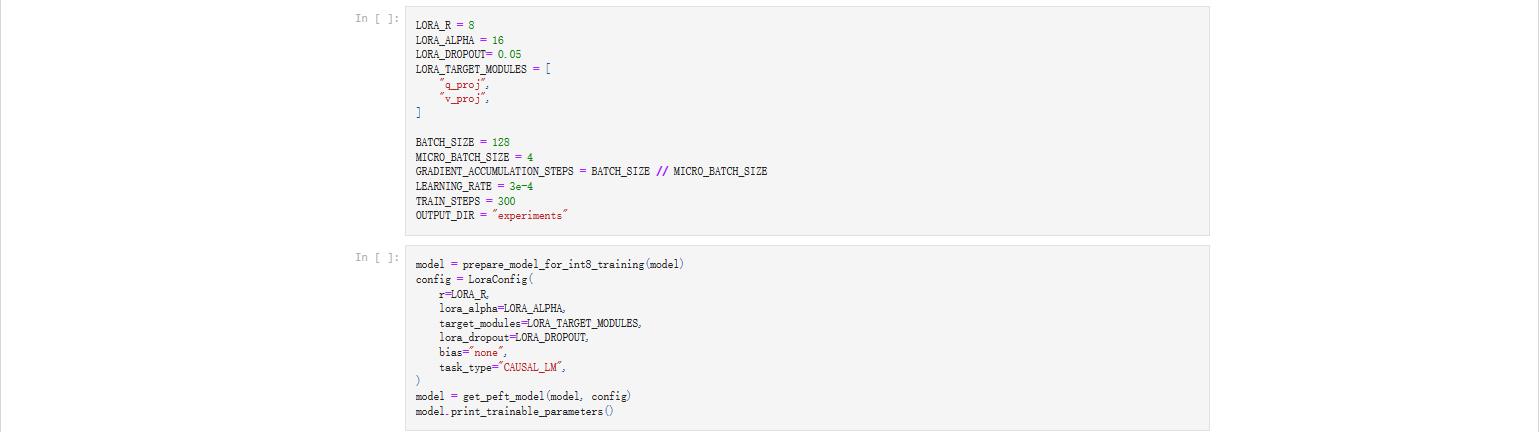 In [ ]:
LORA_R = 8
LORA_ALPHA = 16
LORA_DROPOUT= 0.05
LORA_TARGET_MODULES = [
    "q_proj",
    "v_proj",
]

BATCH_SIZE = 128
MICRO_BATCH_SIZE = 4
GRADIENT_ACCUMULATION_STEPS = BATCH_SIZE // MICRO_BATCH_SIZE
LEARNING_RATE = 3e-4
TRAIN_STEPS = 300
OUTPUT_DIR = "experiments"
In [ ]:
model = prepare_model_for_int8_training(model)
config = LoraConfig(
    r=LORA_R,
    lora_alpha=LORA_ALPHA,
    target_modules=LORA_TARGET_MODULES,
    lora_dropout=LORA_DROPOUT,
    bias="none",
    task_type="CAUSAL_LM",
)
model = get_peft_model(model, config)
model.print_trainable_parameters()